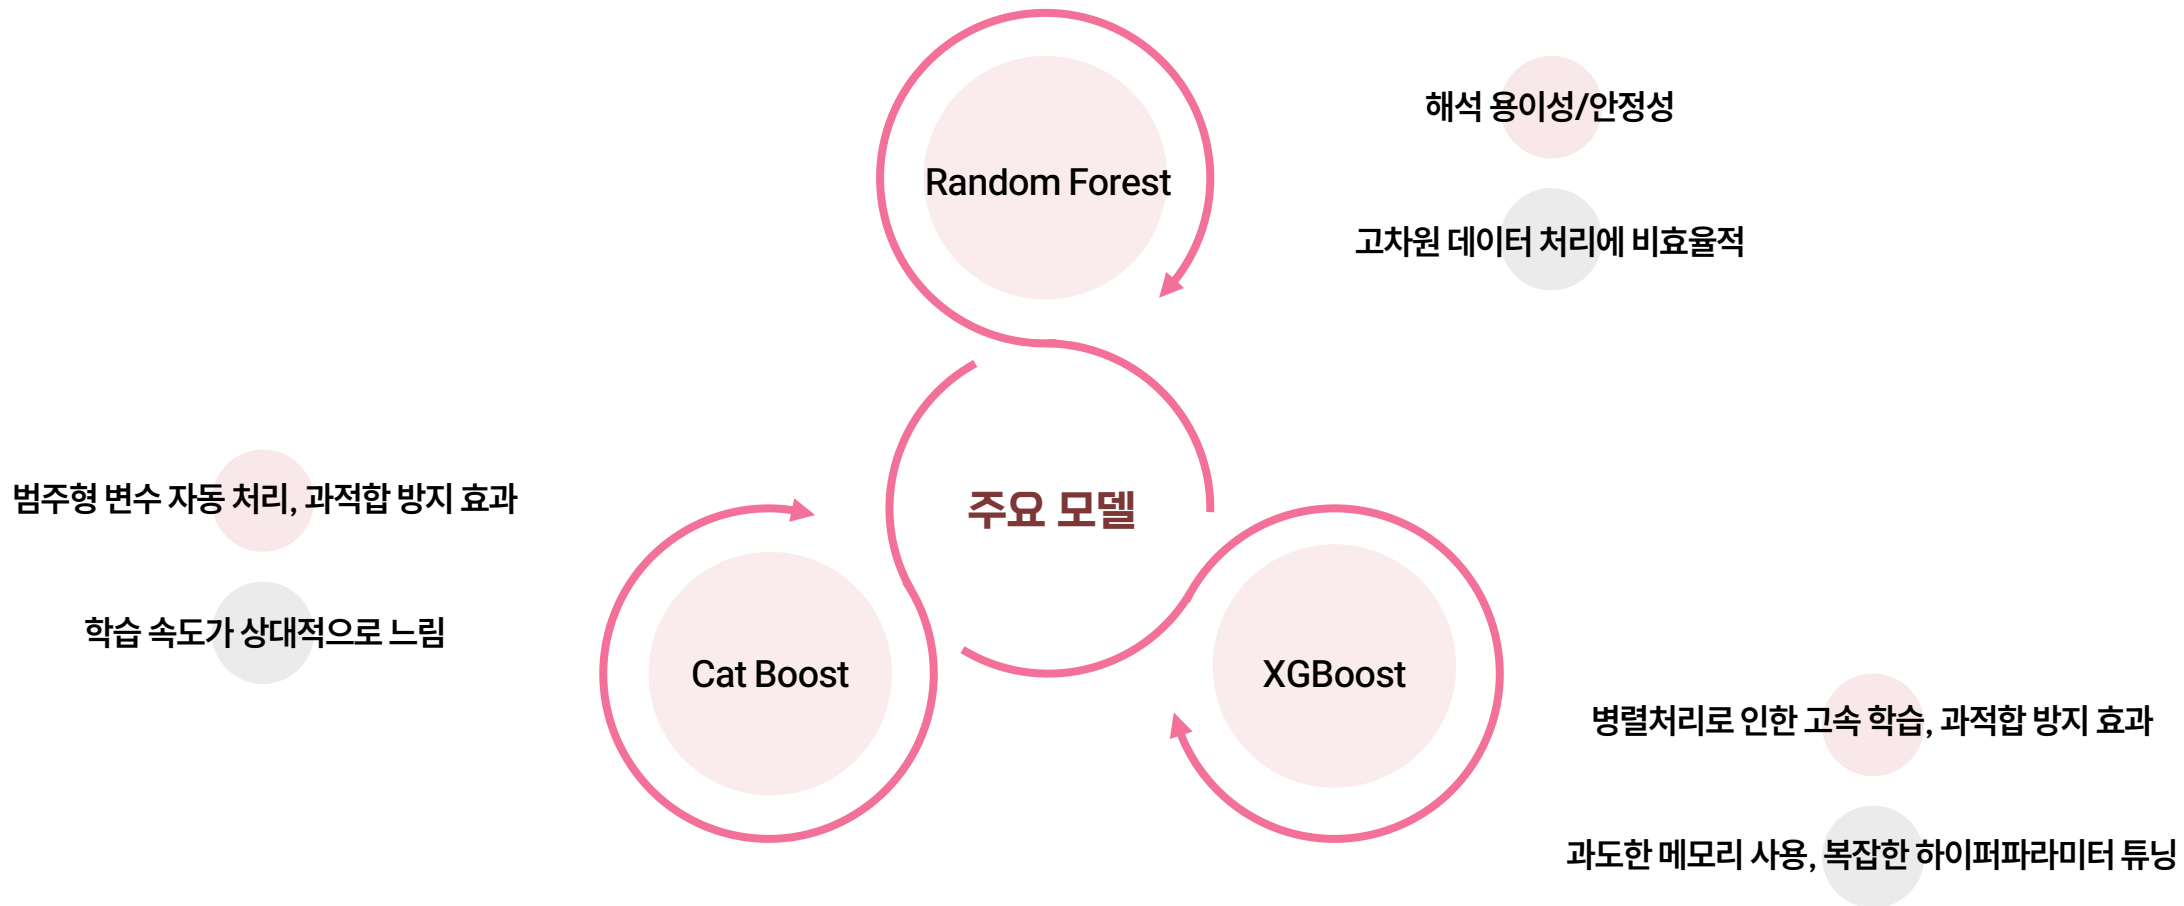 Random Forest
해석 용이성/안정성
고차원 데이터 처리에 비효율적
주요 모델
범주형 변수 자동 처리, 과적합 방지 효과
학습 속도가 상대적으로 느림
Cat Boost
XGBoost
병렬처리로 인한 고속 학습, 과적합 방지 효과
과도한 메모리 사용, 복잡한 하이퍼파라미터 튜닝